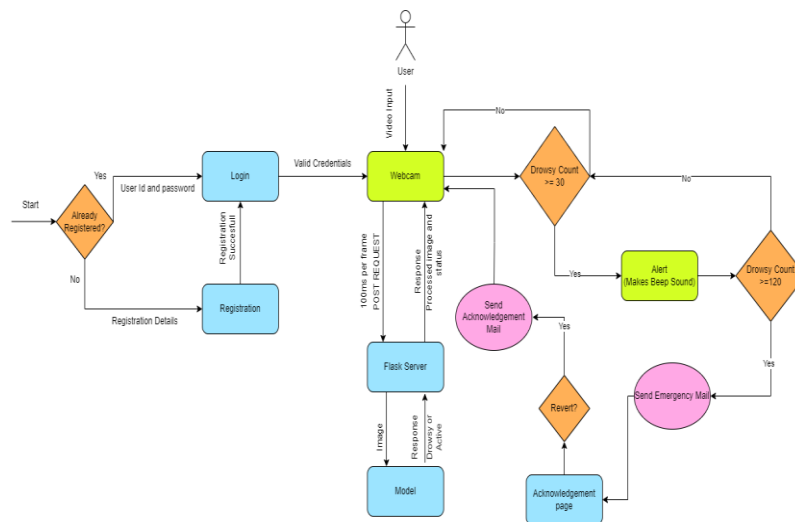 User
Video Input
No
Start
Already
Registered?
Yes
User Id and password
Login
Valid Credentials
Webcam
Drowsy Count
>= 30
No
Registration
Succesfull
No
Registration Details
Registration
100ms per frame
POST REQUEST
Response
Processed image and
status
Yes
Alert
(Makes Beep Sound)
Drowsy Count
>=120
Send
Acknowledgement
Mail
Yes
Yes
Flask Server
Revert?
Send Emergency Mail
Image
Response
Drowsy or
Active
Model
Acknowledgement
page